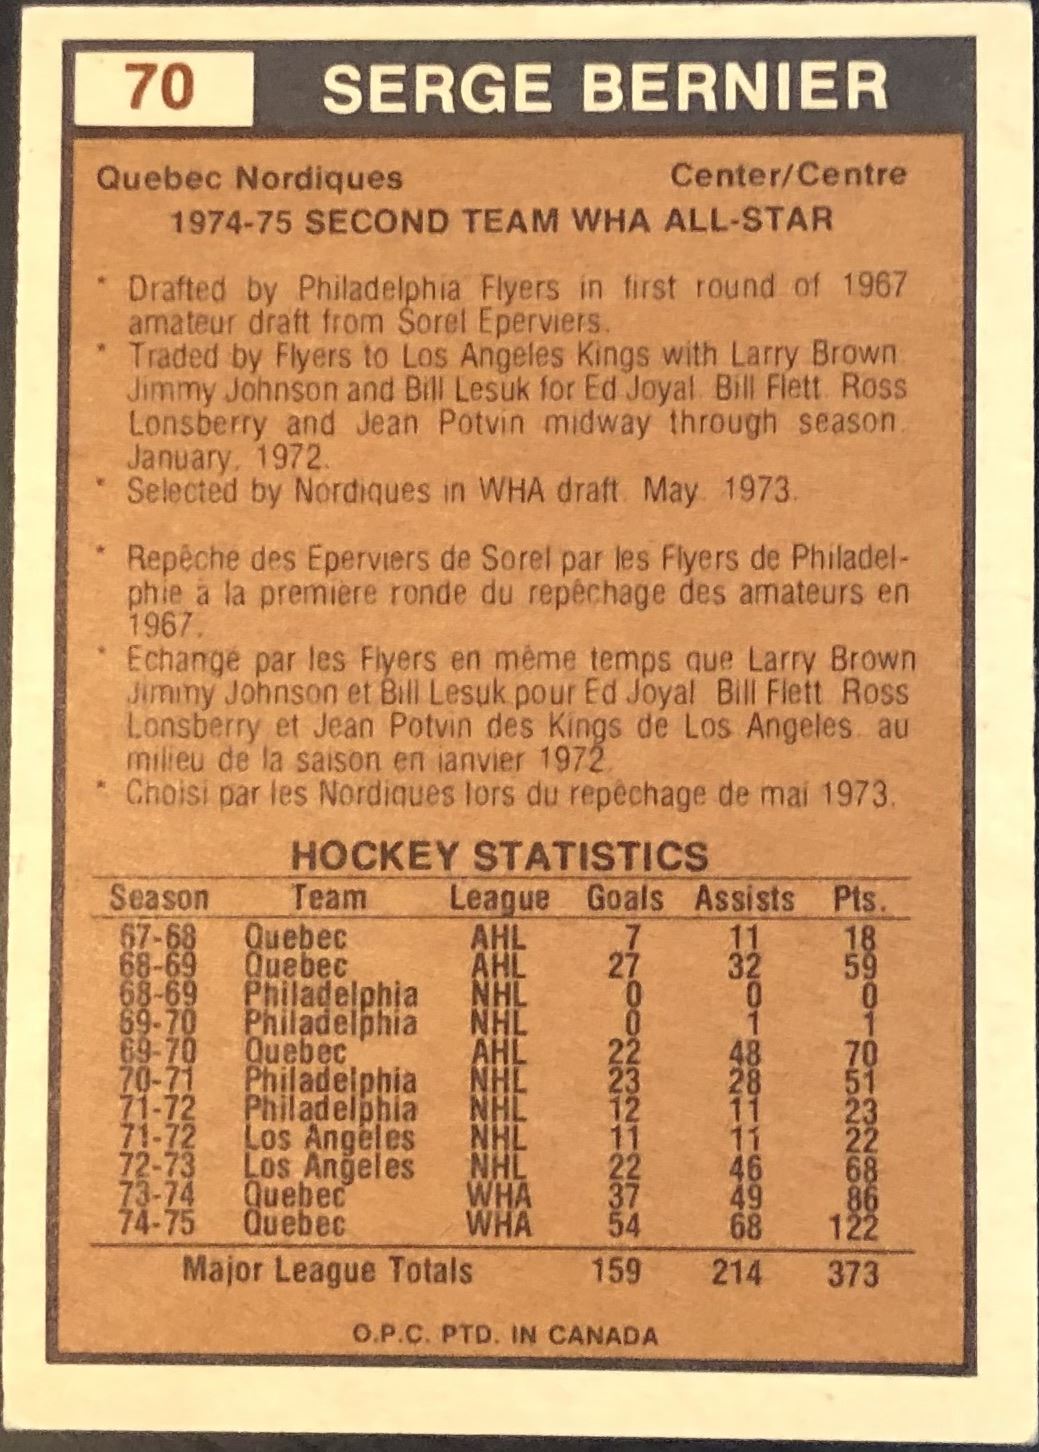 70 SERGE BERNIER
Quebec Nordiques Center/Centre
1974-75 SECOND TEAM WHA ALL-STAR
* Drafted by Philadelphia Flyers in first round of 1967
amateur draft from Sorel Eperviers.
* Traded by Flyers to Los Angeles Kings with Larry Brown
Jimmy Johnson and Bill Lesuk for Ed Joyal. Bill Flett. Ross
Lonsberry and Jean Potvin midway through season.
January. 1972.
* Selected by Nordiques in WHA draft. May. 1973.
* Repêché des Eperviers de Sorel par les Flyers de Philadel-
phie à la première ronde du repêchage des amateurs en
1967.
* Echangé par les Flyers en même temps que Larry Brown
Jimmy Johnson et Bill Lesuk pour Ed Joyal Bill Flett Ross
Lonsberry et Jean Potvin des Kings de Los Angeles. au
milieu de la saison en janvier 1972.
* Choisi par les Nordiques lors du repêchage de mai 1973.
HOCKEY STATISTICS
Season Team League Goals Assists Pts.
67-68 Quebec AHL 7 11 18
68-69 Quebec AHL 27 32 59
68-69 Philadelphia NHL 0 0 0
69-70 Philadelphia NHL 0 1 1
69-70 Quebec AHL 22 48 70
70-71 Philadelphia NHL 23 28 51
71-72 Philadelphia NHL 12 11 23
71-72 Los Angeles NHL 11 11 22
72-73 Los Angeles NHL 22 46 68
73-74 Quebec WHA 37 49 86
74-75 Quebec WHA 54 68 122
Major League Totals 159 214 373
O.P.C. PTD. IN CANADA